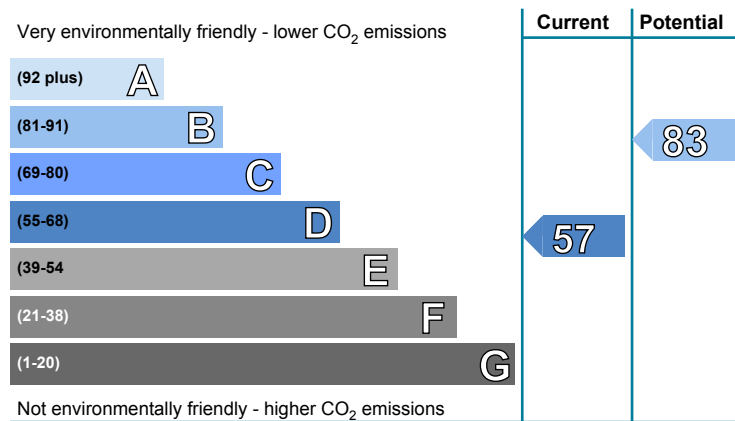 Very environmentally friendly - lower CO2 emissions
Current
Potential
(92 plus) A
(81-91) B
(69-80) C
(55-68) D
(39-54 E
(21-38) F
(1-20) G
83
57
Not environmentally friendly - higher CO2 emissions